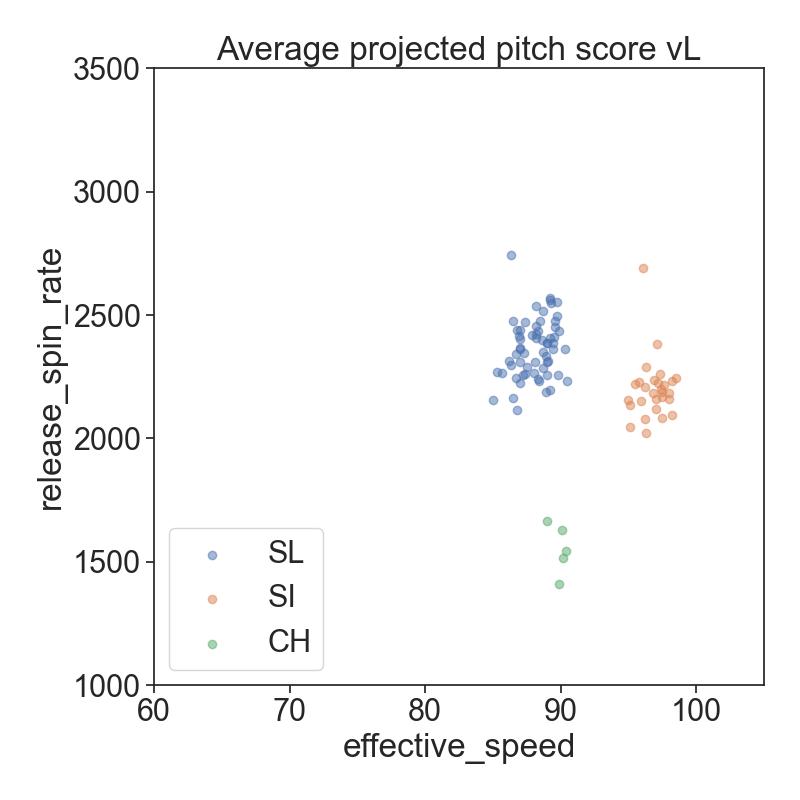 Average projected pitch score vL
3500
3000
2500
2000
1500
1000
release_spin_rate
SL
SI
CH
60 70 80 90 100
effective_speed